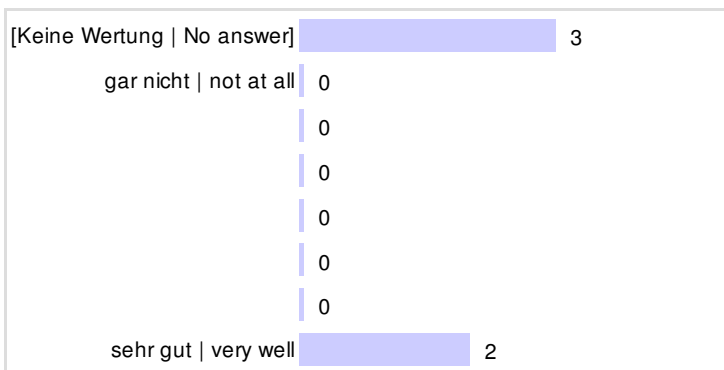 [Keine Wertung | No answer] 3
gar nicht | not at all 0
0
0
0
0
0
sehr gut | very well 2